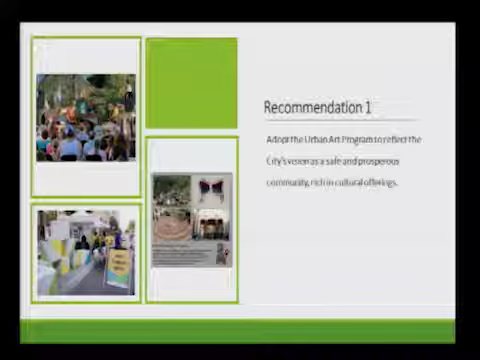 Recommendation 1
Adopt the Urban Art Program to reflect the
City's vision as a safe and prosperous
community, rich in cultural offerings.